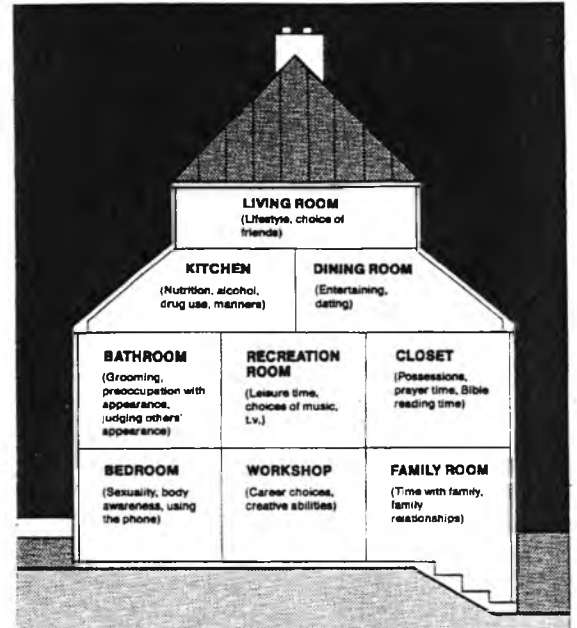 LIVING ROOM
(Lifestyle, choice of
friends)
KITCHEN
(Nutrition, alcohol,
drug use, manners)
DINING ROOM
(Entertaining,
dating)
BATHROOM
(Grooming,
preoccupation with
appearance,
judging others'
appearance)
RECREATION
ROOM
(Leisure time,
choices of music,
t.v.)
CLOSET
(Possessions,
prayer time, Bible
reading time)
BEDROOM
(Sexuality, body
awareness, using
the phone)
WORKSHOP
(Career choices,
creative abilities)
FAMILY ROOM
(Time with family,
family
relationships)